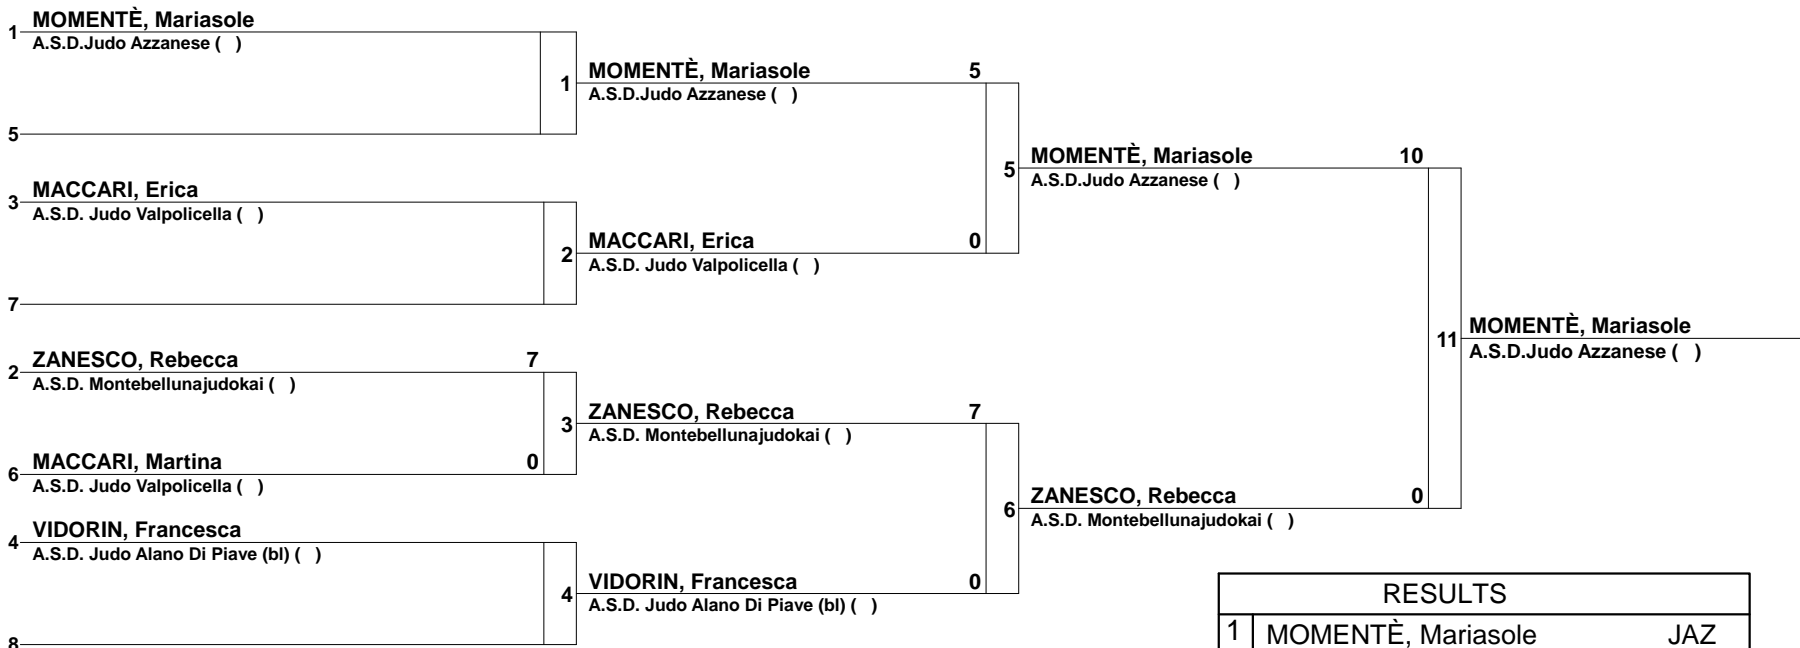 1 MOMENTÈ, Mariasole
A.S.D.Judo Azzanese ( )
5
1
3 MACCARI, Erica
A.S.D. Judo Valpolicella ( )
7
2
2 ZANESCO, Rebecca 7
A.S.D. Montebellunajudokai ( )
6 MACCARI, Martina 0
A.S.D. Judo Valpolicella ( )
3
4 VIDORIN, Francesca
A.S.D. Judo Alano Di Piave (bl) ( )
8
4
MOMENTÈ, Mariasole 5
A.S.D.Judo Azzanese ( )
MACCARI, Erica 0
A.S.D. Judo Valpolicella ( )
5
ZANESCO, Rebecca 7
A.S.D. Montebellunajudokai ( )
VIDORIN, Francesca 0
A.S.D. Judo Alano Di Piave (bl) ( )
6
MOMENTÈ, Mariasole 10
A.S.D.Judo Azzanese ( )
ZANESCO, Rebecca 0
A.S.D. Montebellunajudokai ( )
11
MOMENTÈ, Mariasole
A.S.D.Judo Azzanese ( )
RESULTS
1 MOMENTÈ, Mariasole JAZ